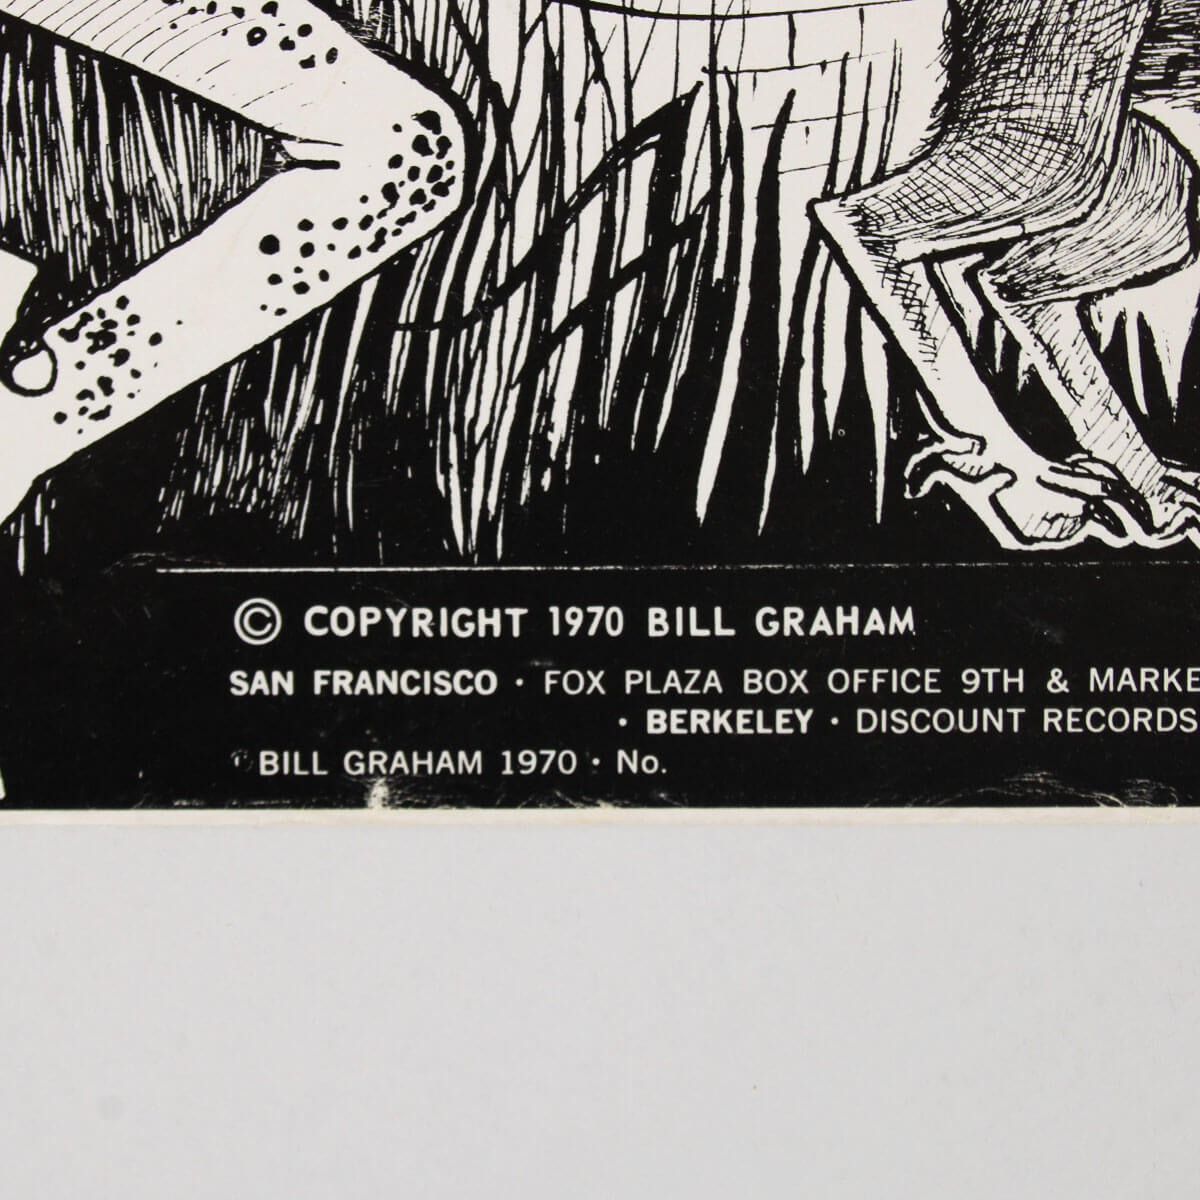 © COPYRIGHT 1970 BILL GRAHAM
SAN FRANCISCO · FOX PLAZA BOX OFFICE 9TH & MARKE
· BERKELEY · DISCOUNT RECORDS
© BILL GRAHAM 1970 · No.